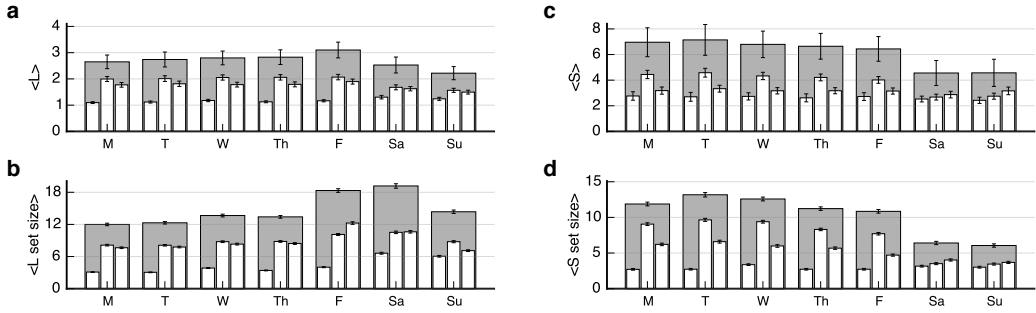 a
4
3
2
1
0
<L>
M T W Th F Sa Su
b
18
12
6
0
<L set size>
M T W Th F Sa Su
c
8
6
4
2
0
<S>
M T W Th F Sa Su
d
15
10
5
0
<S set size>
M T W Th F Sa Su